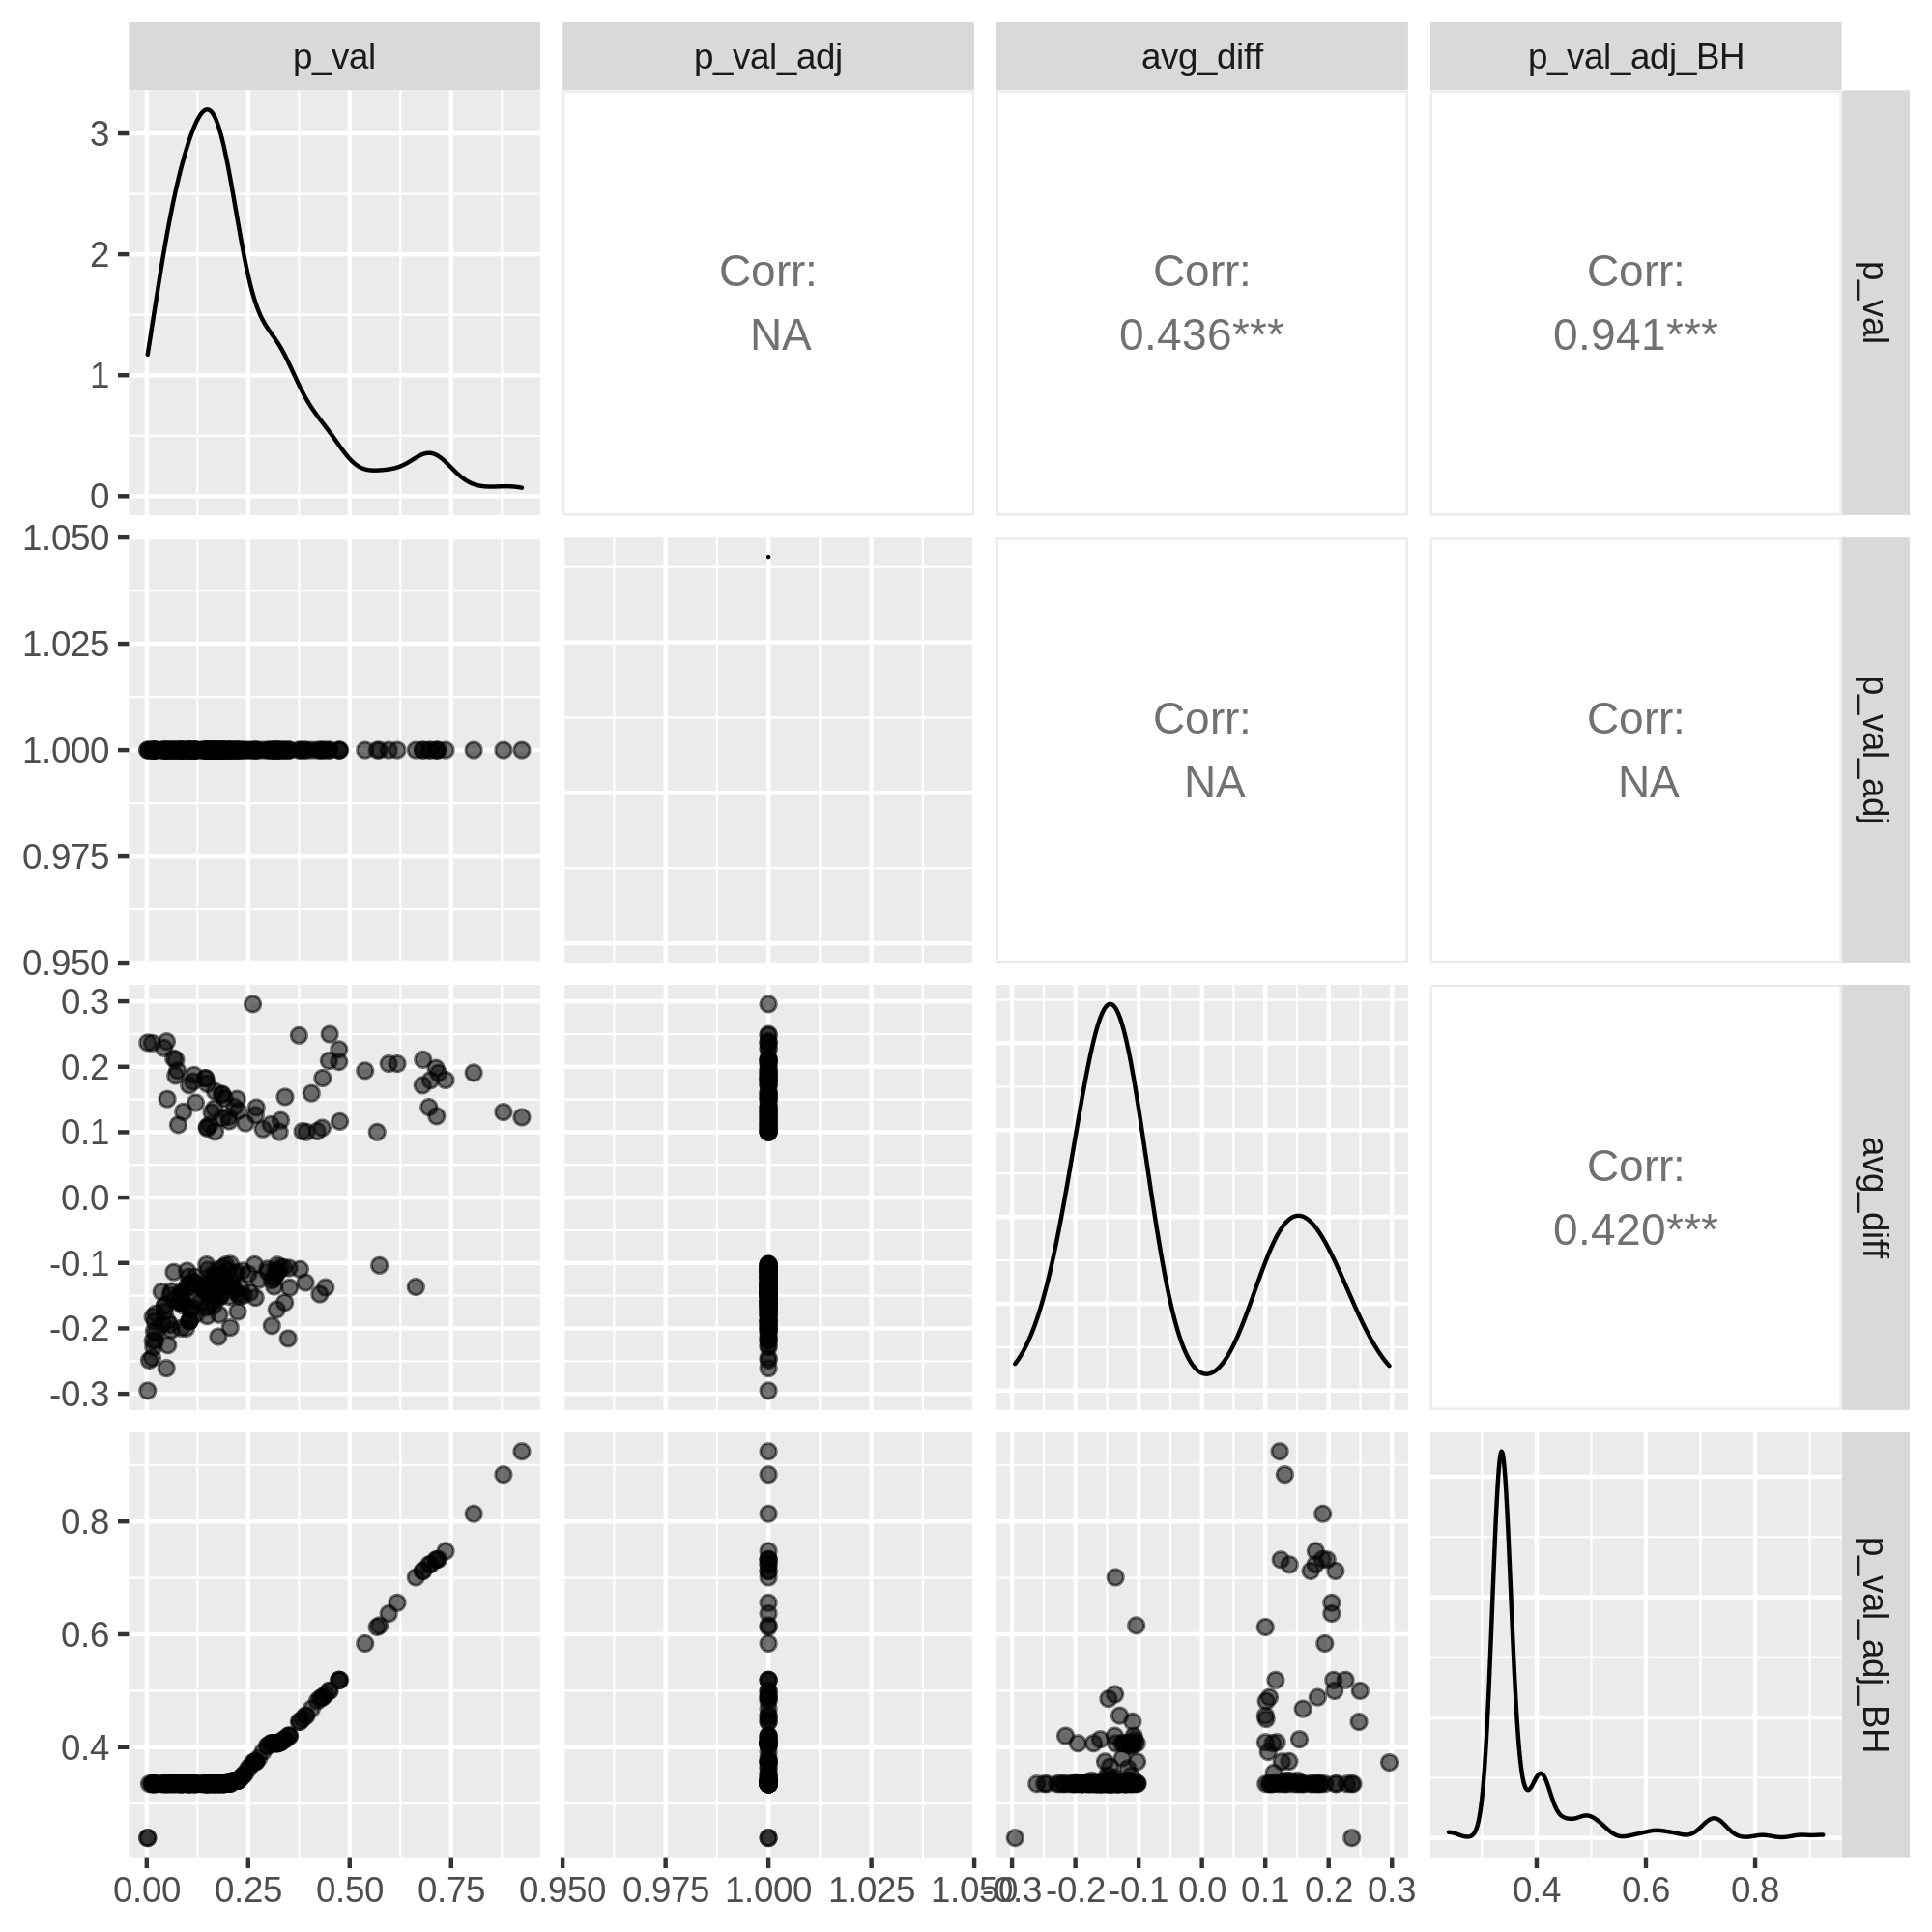 p_val
p_val_adj
avg_diff
p_val_adj_BH
3
2
1
0
Corr:
NA
Corr:
0.436***
Corr:
0.941***
p_val
1.050
1.025
1.000
0.975
0.950
Corr:
NA
Corr:
NA
p_val_adj
0.3
0.2
0.1
0.0
-0.1
-0.2
-0.3
Corr:
0.420***
avg_diff
0.8
0.6
0.4
p_val_adj_BH
0.00 0.25 0.50 0.75
0.950 0.975 1.000 1.025 1.050
-0.3 -0.2 -0.1 0.0 0.1 0.2 0.3
0.4 0.6 0.8